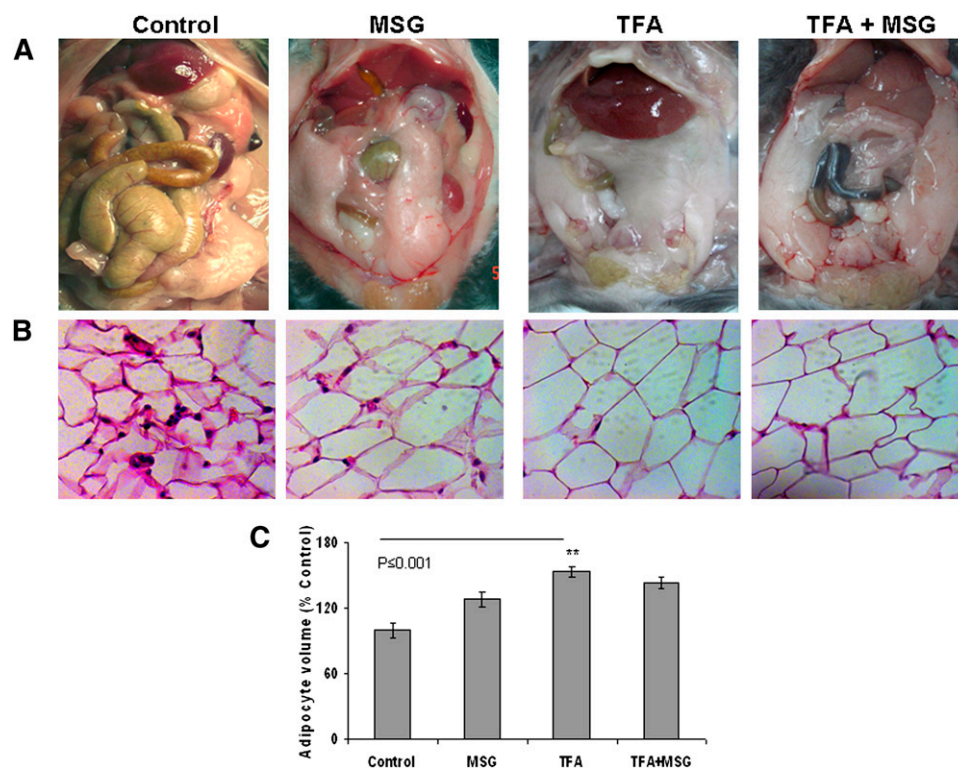 Control MSG TFA TFA + MSG
A
5
B
C
180
**
P≤0.001
120
60
0
Adipocyte volume (% Control)
Control MSG TFA TFA+MSG